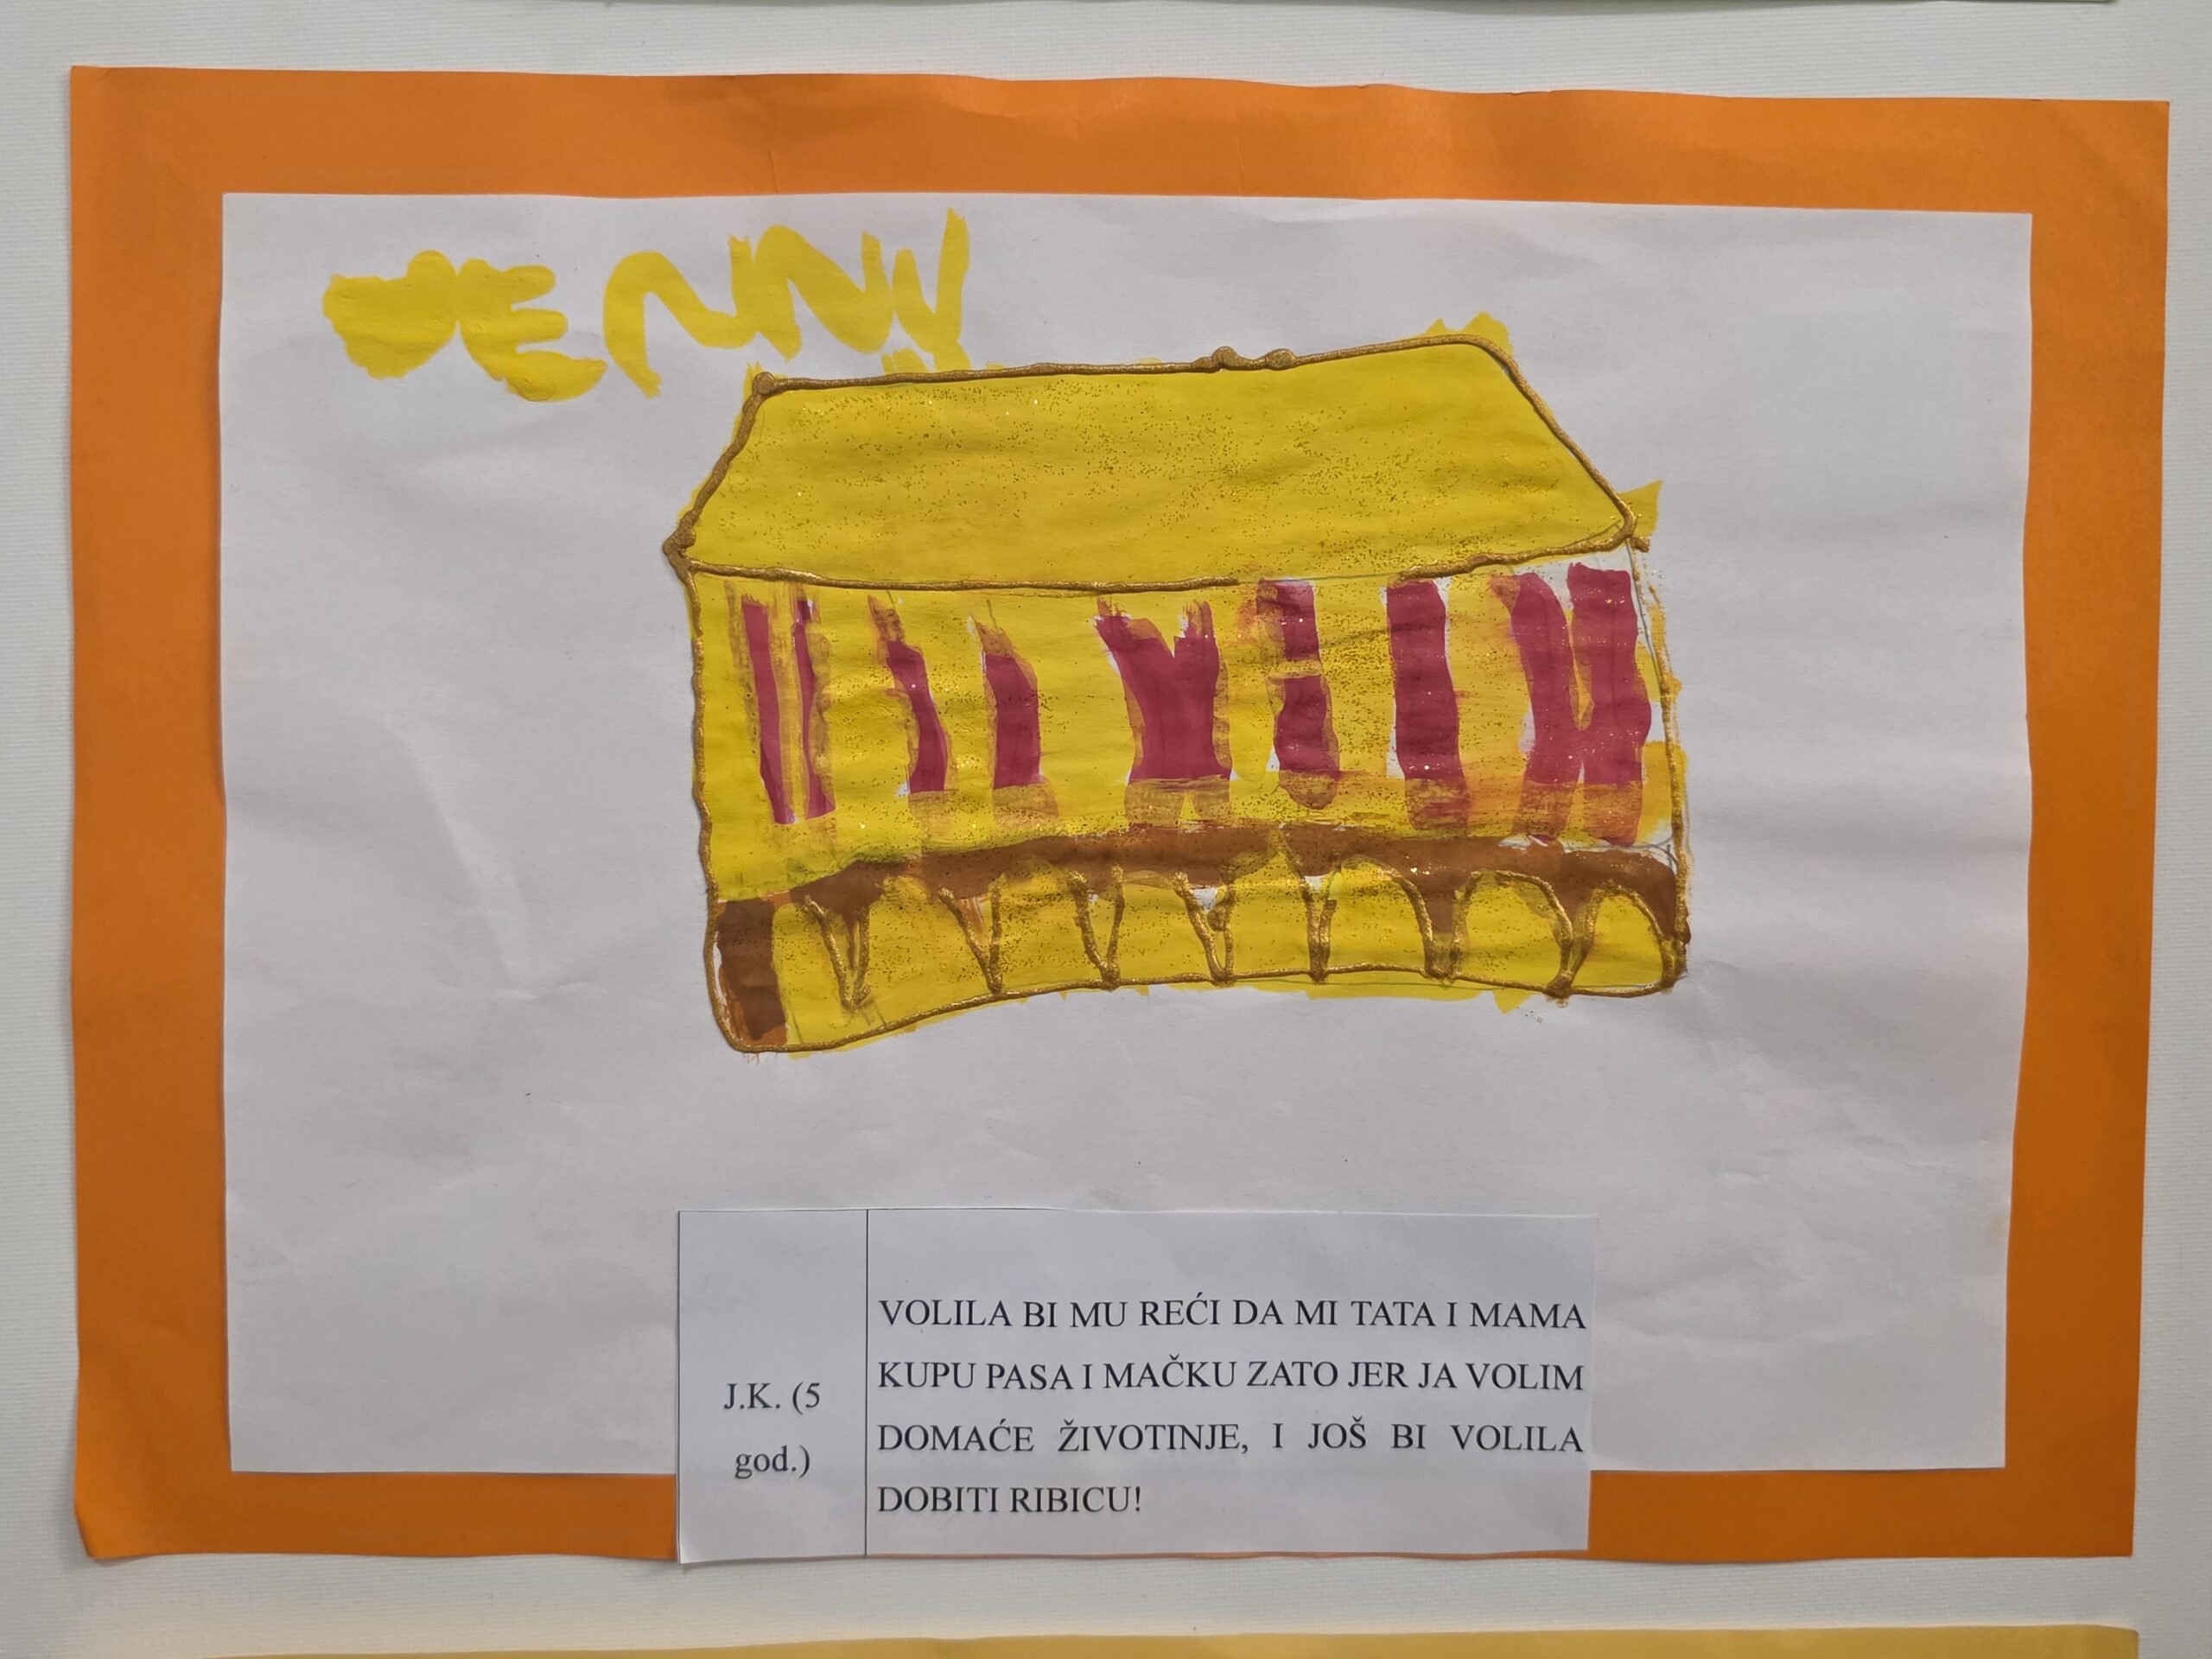 JENNY
J.K. (5
god.)
VOLILA BI MU REĆI DA MI TATA I MAMA
KUPU PASA I MAČKU ZATO JER JA VOLIM
DOMAĆE ŽIVOTINJE, I JOŠ BI VOLILA
DOBITI RIBICU!